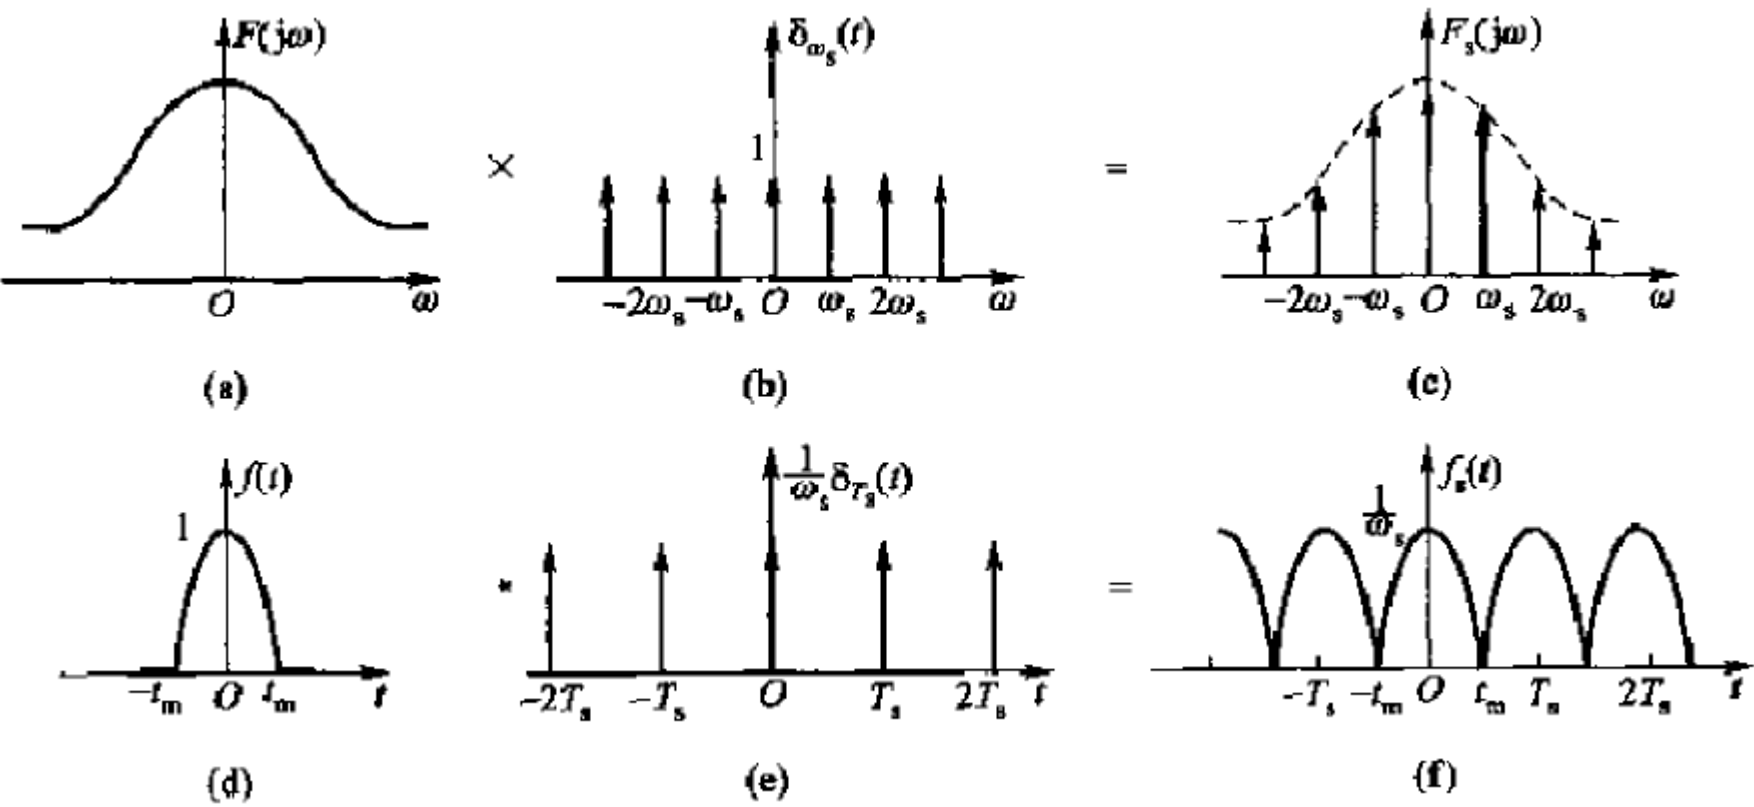 F(jω)
δωs(t)
Fs(jω)
1
×
=
O ω
-2ωs -ωs O ωs 2ωs ω
-2ωs -ωs O ωs 2ωs ω
(a)
(b)
(c)
f(t)
1/ωs δTs(t)
fs(t)
1
1/ωs
*
=
-tm O tm t
-2Ts -Ts O Ts 2Ts t
-Ts -tm O tm Ts 2Ts t
(d)
(e)
(f)